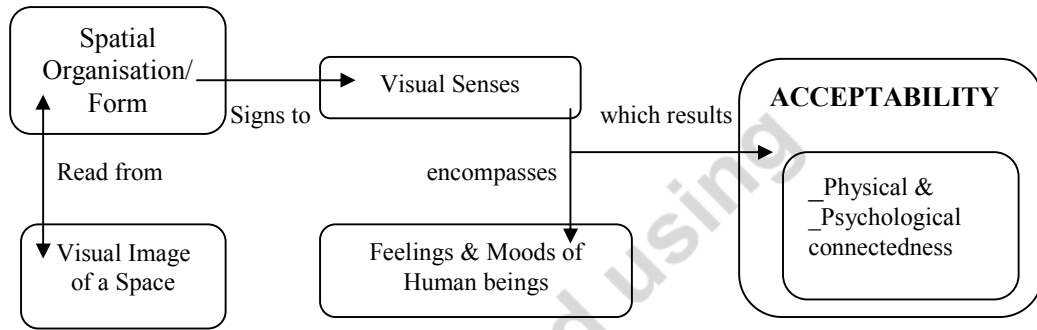 Spatial
Organisation/
Form
Signs to
Visual Senses
which results
ACCEPTABILITY
_Physical &
_Psychological
connectedness
Read from
encompasses
Visual Image
of a Space
Feelings & Moods of
Human beings
d using